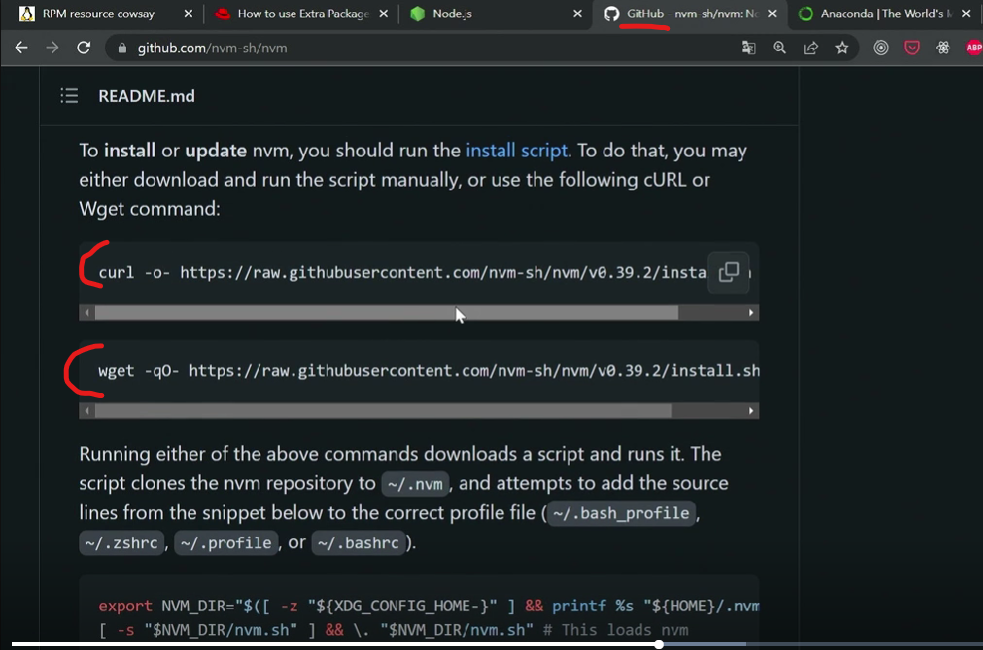 RPM resource cowsay
How to use Extra Package
Node.js
GitHub nvm-sh/nvm: No
Anaconda | The World's M
github.com/nvm-sh/nvm
ABP
README.md
To install or update nvm, you should run the install script. To do that, you may
either download and run the script manually, or use the following cURL or
Wget command:
curl -o- https://raw.githubusercontent.com/nvm-sh/nvm/v0.39.2/insta
wget -qO- https://raw.githubusercontent.com/nvm-sh/nvm/v0.39.2/install.sh
Running either of the above commands downloads a script and runs it. The
script clones the nvm repository to ~/.nvm, and attempts to add the source
lines from the snippet below to the correct profile file (~/.bash_profile,
~/.zshrc, ~/.profile, or ~/.bashrc).
export NVM_DIR="$([ -z "${XDG_CONFIG_HOME-}" ] && printf %s "${HOME}/.nvm
[ -s "$NVM_DIR/nvm.sh" ] && \. "$NVM_DIR/nvm.sh" # This loads nvm